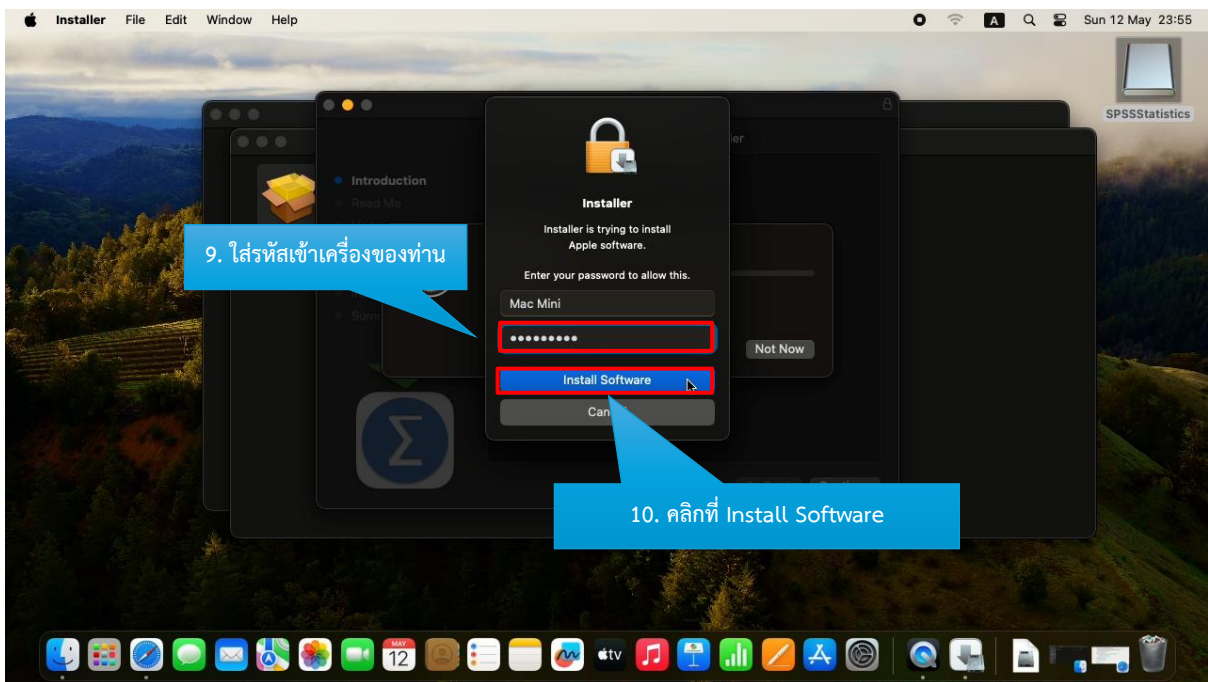 Installer File Edit Window Help
A
Sun 12 May 23:55
SPSSStatistics
Introduction
Read Me
Installer
Installer is trying to install
Apple software.
Enter your password to allow this.
Mac Mini
9. ใส่รหัสเข้าเครื่องของท่าน
Not Now
Install Software
10. คลิกที่ Install Software
MAY
12
tv